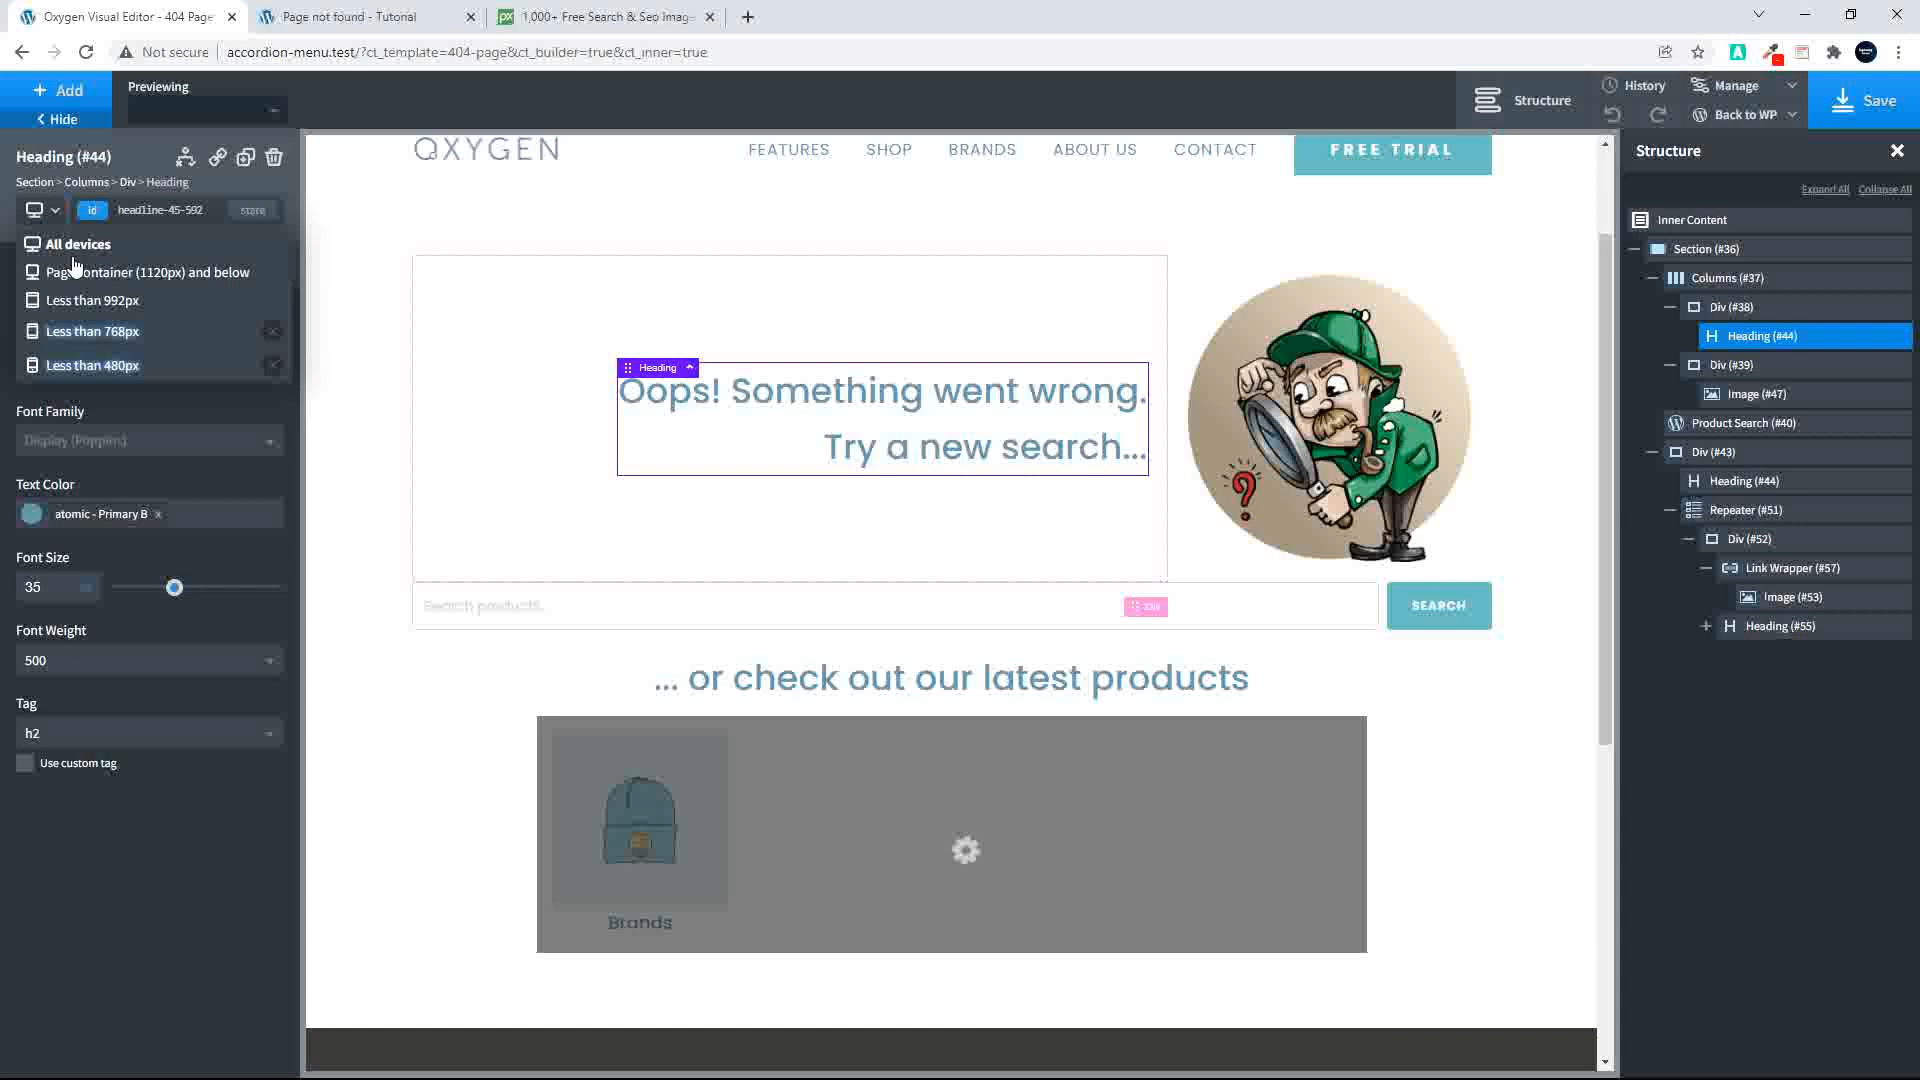 Oxygen Visual Editor - 404 Page
Page not found - Tutorial
1,000+ Free Search & Seo Imag
Not secure
accordion-menu.test/?ct_template=404-page&ct_builder=true&ct_inner=true
+ Add
Previewing
< Hide
Structure
History
Manage
Back to WP
Save
Heading (#44)
Section > Columns > Div > Heading
id
headline-45-592
state
All devices
Page container (1120px) and below
Less than 992px
Less than 768px
Less than 480px
Font Family
Display (Poppins)
Text Color
atomic - Primary B x
Font Size
35
Font Weight
500
Tag
h2
Use custom tag
OXYGEN
FEATURES
SHOP
BRANDS
ABOUT US
CONTACT
FREE TRIAL
Heading
Oops! Something went wrong.
Try a new search...
?
Search products...
Div
SEARCH
... or check out our latest products
Brands
Structure
Expand All
Collapse All
Inner Content
Section (#36)
Columns (#37)
Div (#38)
Heading (#44)
Div (#39)
Image (#47)
Product Search (#40)
Div (#43)
Heading (#44)
Repeater (#51)
Div (#52)
Link Wrapper (#57)
Image (#53)
Heading (#55)